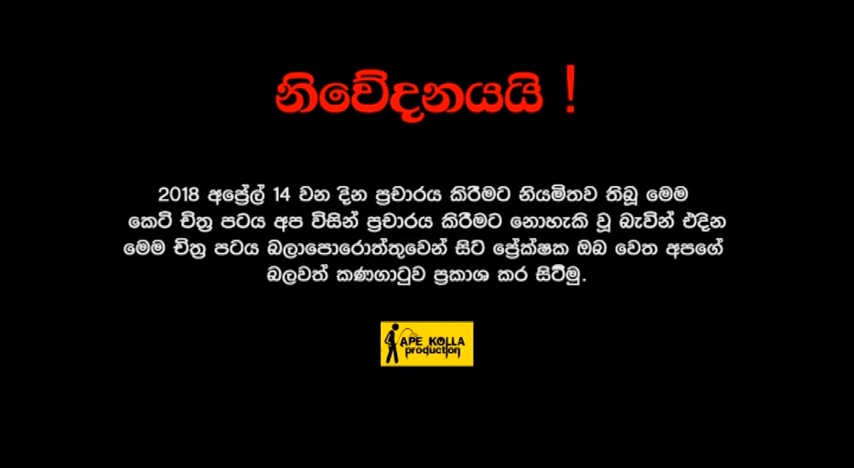 නිවේදනයයි !
2018 අප්‍රේල් 14 වන දින ප්‍රචාරය කිරීමට නියමිතව තිබූ මෙම
කෙටි චිත්‍ර පටය අප විසින් ප්‍රචාරය කිරීමට නොහැකි වූ බැවින් එදින
මෙම චිත්‍ර පටය බලාපොරොත්තුවෙන් සිටි ප්‍රේක්ෂක ඔබ වෙත අපගේ
බලවත් කණගාටුව ප්‍රකාශ කර සිටිමු.
APE KOLLA
production